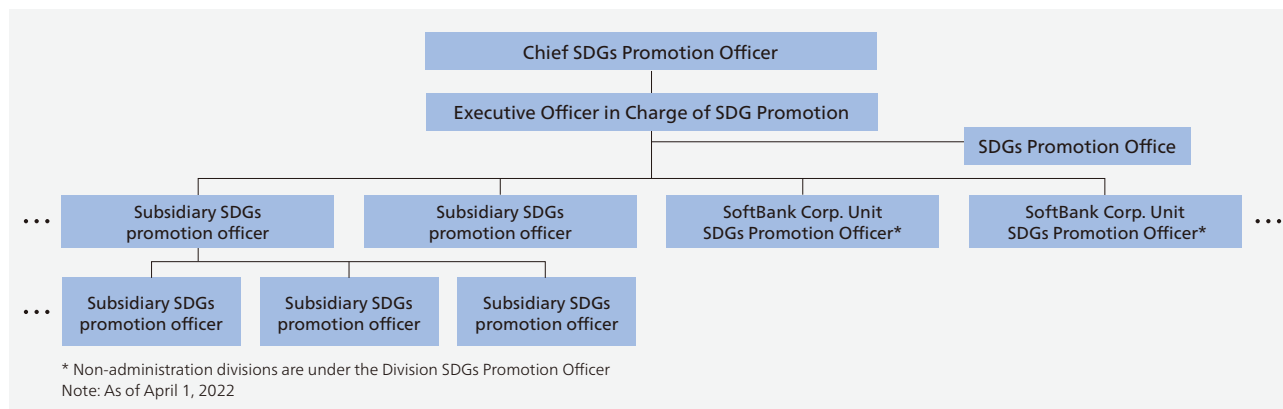 Chief SDGs Promotion Officer
Executive Officer in Charge of SDG Promotion
SDGs Promotion Office
...
Subsidiary SDGs
promotion officer
Subsidiary SDGs
promotion officer
SoftBank Corp. Unit
SDGs Promotion Officer*
SoftBank Corp. Unit
SDGs Promotion Officer*
...
...
Subsidiary SDGs
promotion officer
Subsidiary SDGs
promotion officer
Subsidiary SDGs
promotion officer
* Non-administration divisions are under the Division SDGs Promotion Officer
Note: As of April 1, 2022